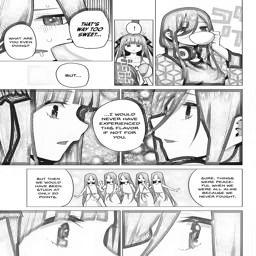 WHAT ARE
YOU EVEN
DOING?
THAT'S
WAY TOO
SWEET...
BUT...
...I WOULD
NEVER HAVE
EXPERIENCED
THIS FLAVOR
IF NOT
FOR YOU.
BUT THEN
WE WOULD
HAVE BEEN
STUCK AT
ONLY 20
POINTS.
SURE, THINGS
WERE PEACE-
FUL WHEN WE
WERE ALL ALIKE
BECAUSE WE
NEVER FOUGHT.